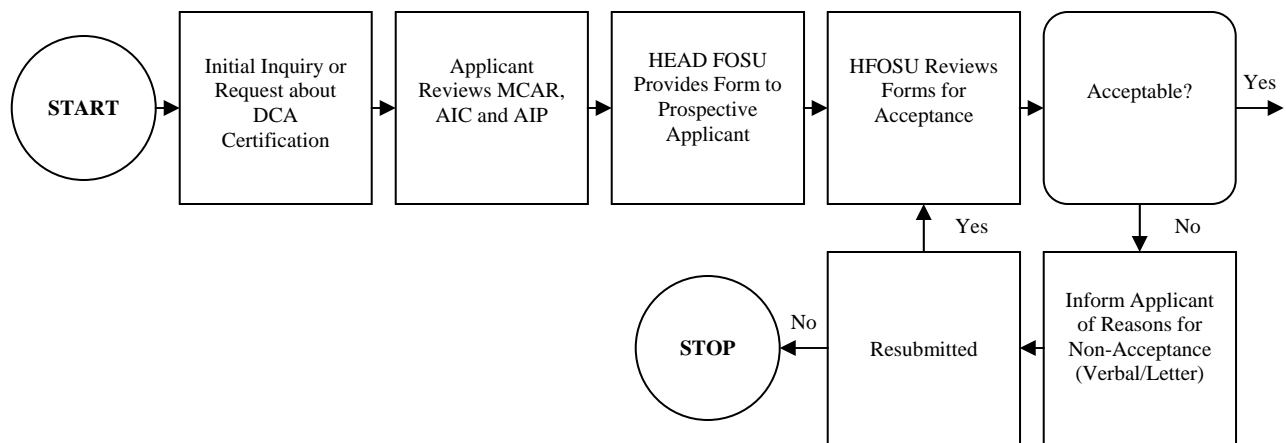 START
Initial Inquiry or
Request about
DCA
Certification
Applicant
Reviews MCAR,
AIC and AIP
HEAD FOSU
Provides Form to
Prospective
Applicant
HFOSU Reviews
Forms for
Acceptance
Acceptable?
Yes
No
Inform Applicant
of Reasons for
Non-Acceptance
(Verbal/Letter)
Resubmitted
Yes
No
STOP